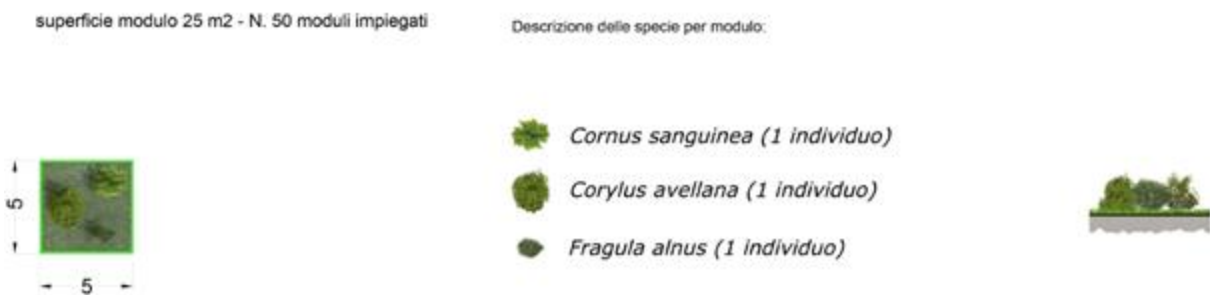 superficie modulo 25 m2 - N. 50 moduli impiegati
Descrizione delle specie per modulo:
Cornus sanguinea (1 individuo)
Corylus avellana (1 individuo)
Fragula alnus (1 individuo)
5
5